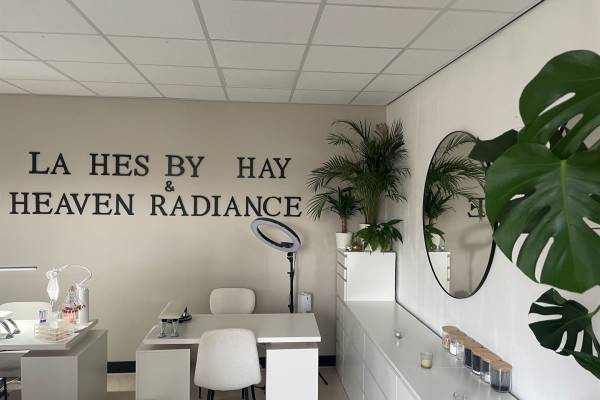 LA HES BY HAY
&
HEAVEN RADIANCE